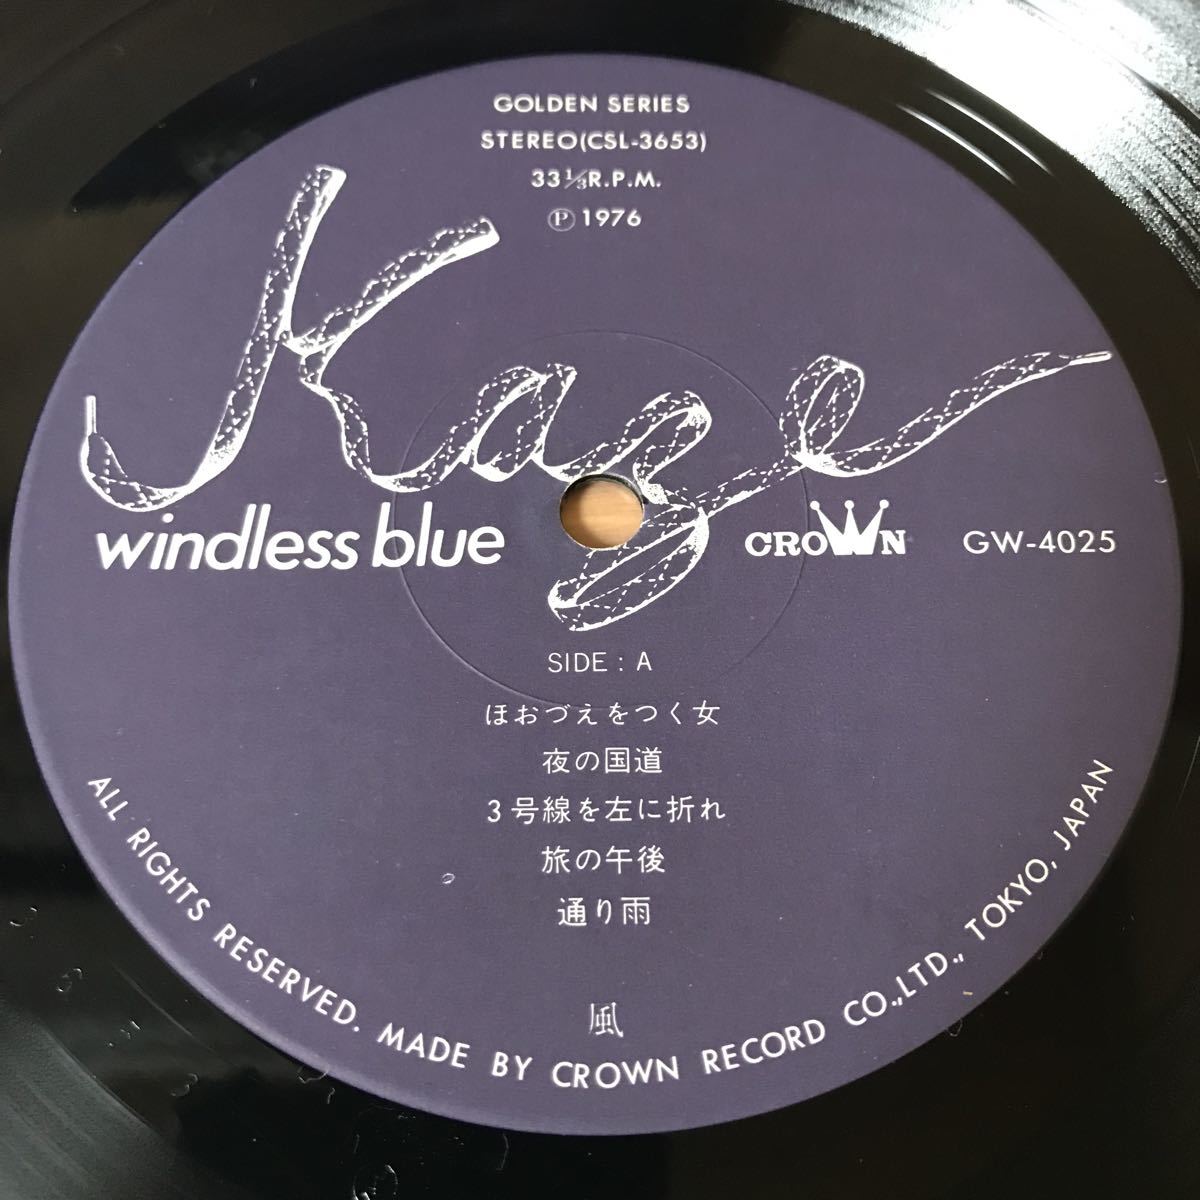 GOLDEN SERIES
STEREO(CSL-3653)
33⅓R.P.M.
Ⓟ1976
Kaze
windless blue
CROWN GW-4025
SIDE : A
ほおづえをつく女
夜の国道
3号線を左に折れ
旅の午後
通り雨
風
ALL RIGHTS RESERVED. MADE BY CROWN RECORD CO.,LTD., TOKYO, JAPAN